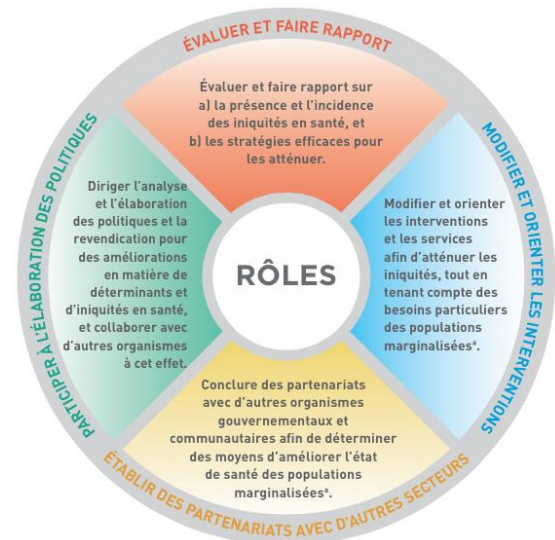 ÉVALUER ET FAIRE RAPPORT
Évaluer et faire rapport sur
a) la présence et l'incidence
des iniquités en santé, et
b) les stratégies efficaces pour
les atténuer.
MODIFIER ET ORIENTER LES INTERVENTIONS
Modifier et orienter
les interventions
et les services
afin d'atténuer les
iniquités, tout en
tenant compte des
besoins particuliers
des populations
marginaliséesª.
ÉTABLIR DES PARTENARIATS AVEC D'AUTRES SECTEURS
Conclure des partenariats
avec d'autres organismes
gouvernementaux et
communautaires afin de déterminer
des moyens d'améliorer l'état
de santé des populations
marginaliséesª.
PARTICIPER À L'ÉLABORATION DES POLITIQUES
Diriger l'analyse
et l'élaboration
des politiques et la
revendication pour
des améliorations
en matière de
déterminants et
d'iniquités en santé,
et collaborer avec
d'autres organismes
à cet effet.
RÔLES